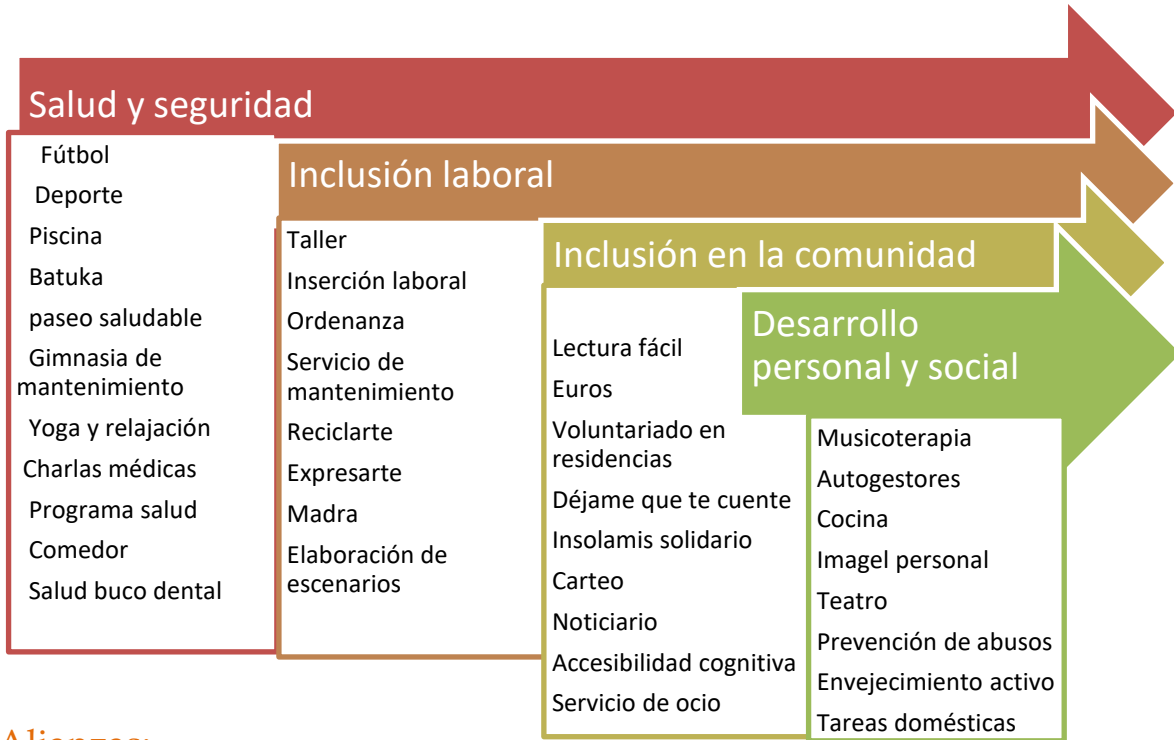 Salud y seguridad
Fútbol
Deporte
Piscina
Batuka
paseo saludable
Gimnasia de
mantenimiento
Yoga y relajación
Charlas médicas
Programa salud
Comedor
Salud buco dental
Inclusión laboral
Taller
Inserción laboral
Ordenanza
Servicio de
mantenimiento
Reciclarte
Expresarte
Madra
Elaboración de
escenarios
Inclusión en la comunidad
Lectura fácil
Euros
Voluntariado en
residencias
Déjame que te cuente
Insolamis solidario
Carteo
Noticiario
Accesibilidad cognitiva
Servicio de ocio
Desarrollo
personal y social
Musicoterapia
Autogestores
Cocina
Imagel personal
Teatro
Prevención de abusos
Envejecimiento activo
Tareas domésticas